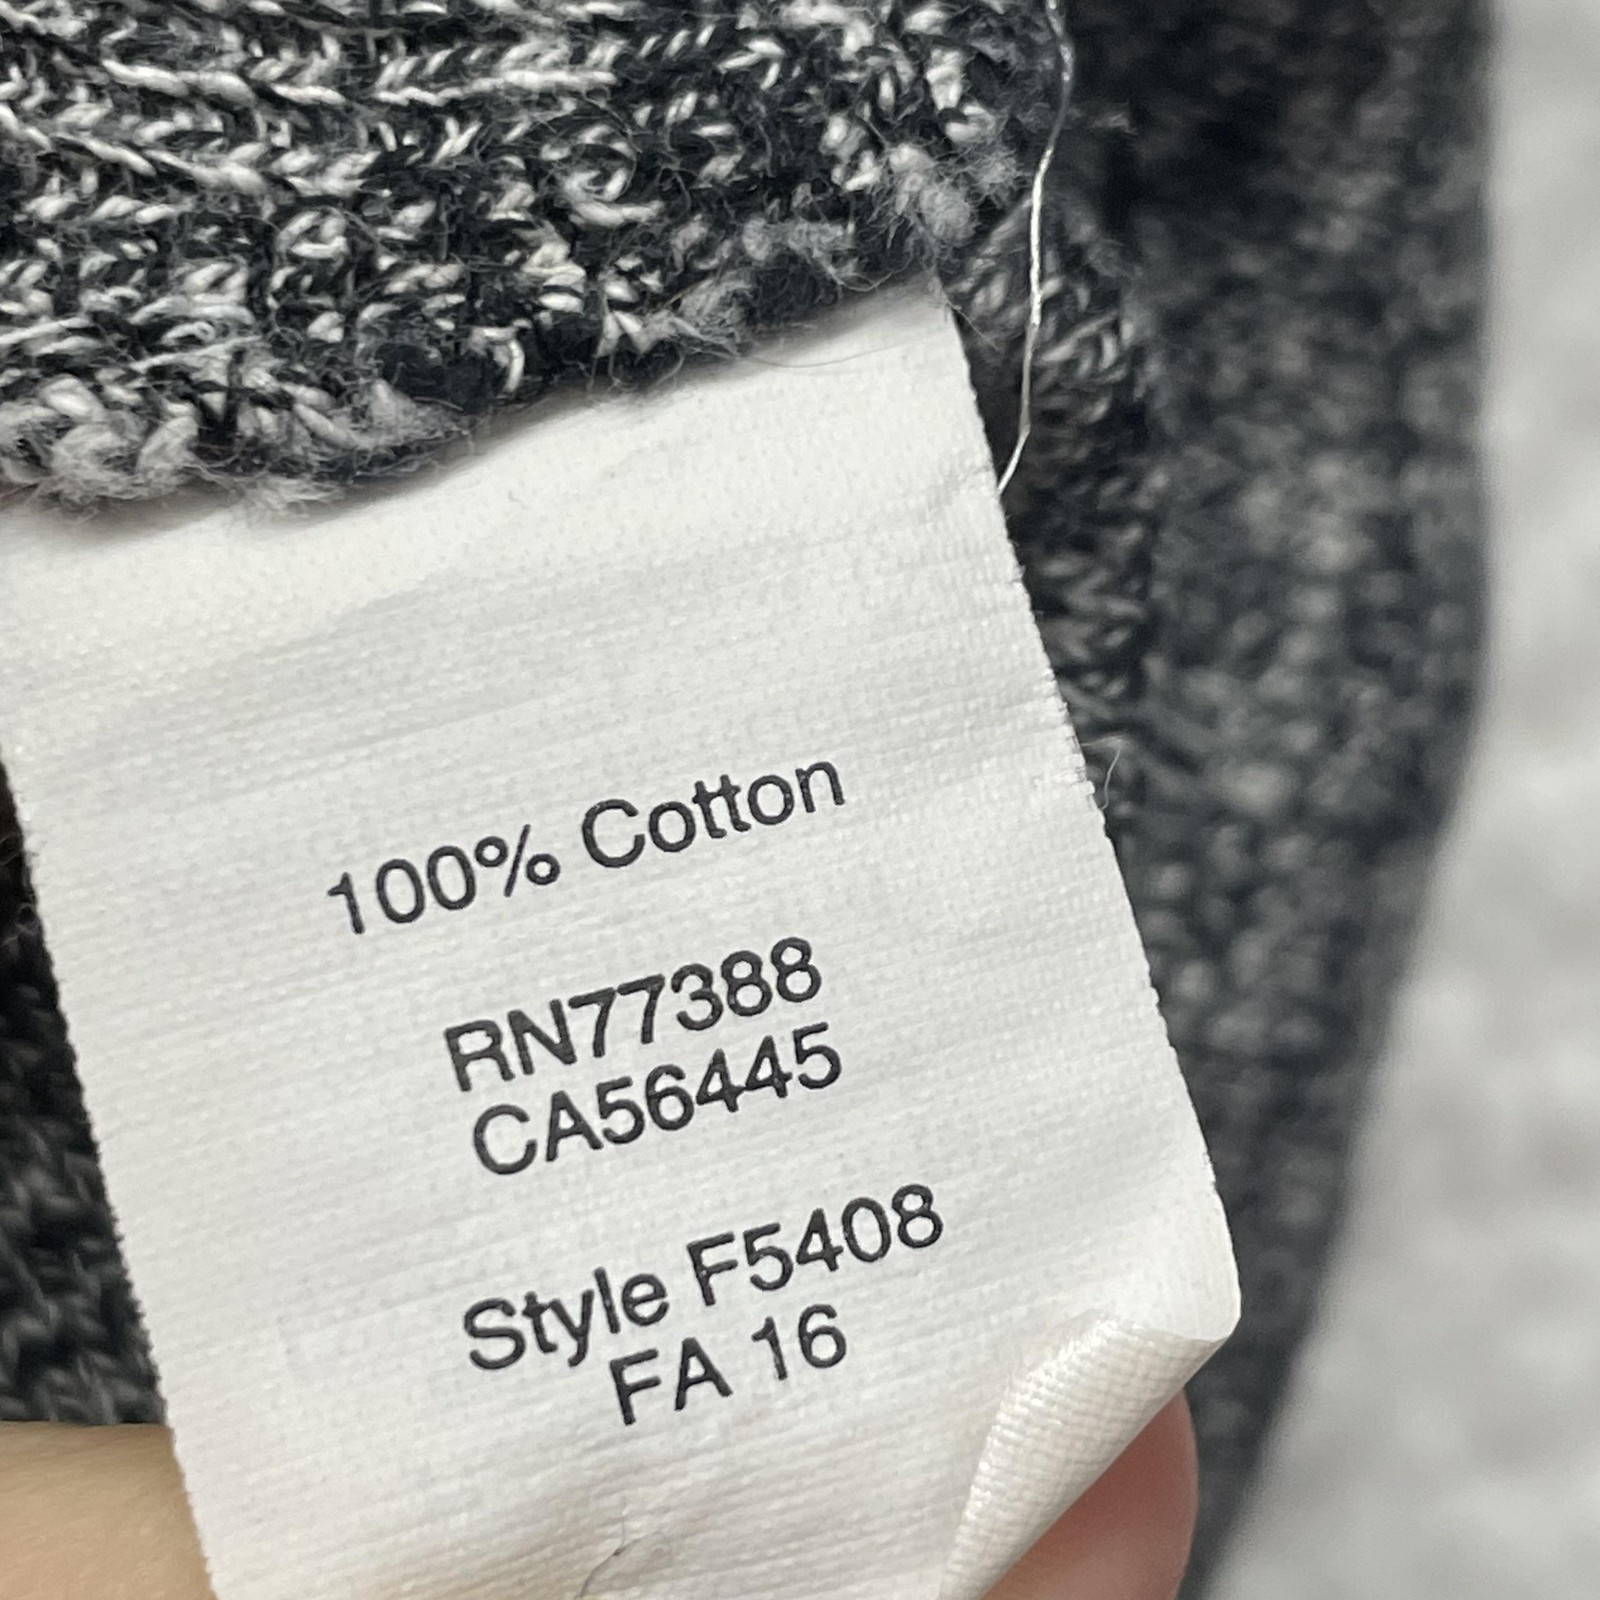 100% Cotton
RN77388
CA56445
Style F5408
FA 16